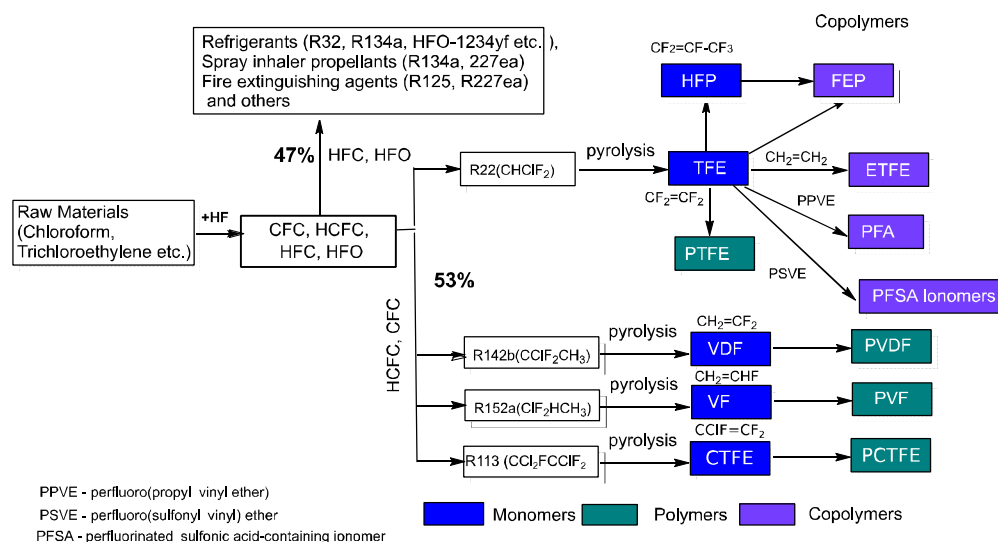 Copolymers
Refrigerants (R32, R134a, HFO-1234yf etc. ),
Spray inhaler propellants (R134a, 227ea)
Fire extinguishing agents (R125, R227ea)
and others
CF₂=CF-CF₃
HFP
FEP
47%
HFC, HFO
R22(CHClF₂)
pyrolysis
TFE
CH₂=CH₂
ETFE
CF₂=CF₂
PPVE
PFA
Raw Materials
(Chloroform,
Trichloroethylene etc.)
+HF
CFC, HCFC,
HFC, HFO
PTFE
PSVE
PFSA Ionomers
53%
HCFC, CFC
R142b(CClF₂CH₃)
pyrolysis
CH₂=CF₂
VDF
PVDF
R152a(ClF₂HCH₃)
pyrolysis
CH₂=CHF
VF
PVF
R113 (CCl₂FCClF₂
pyrolysis
CClF=CF₂
CTFE
PCTFE
PPVE - perfluoro(propyl vinyl ether)
PSVE - perfluoro(sulfonyl vinyl) ether
PFSA - perfluorinated sulfonic acid-containing ionomer
Monomers
Polymers
Copolymers